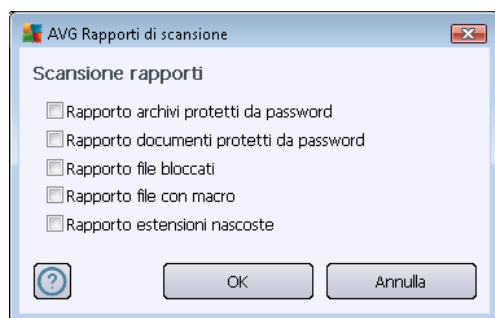 AVG Rapporti di scansione
Scansione rapporti
Rapporto archivi protetti da password
Rapporto documenti protetti da password
Rapporto file bloccati
Rapporto file con macro
Rapporto estensioni nascoste
? OK Annulla